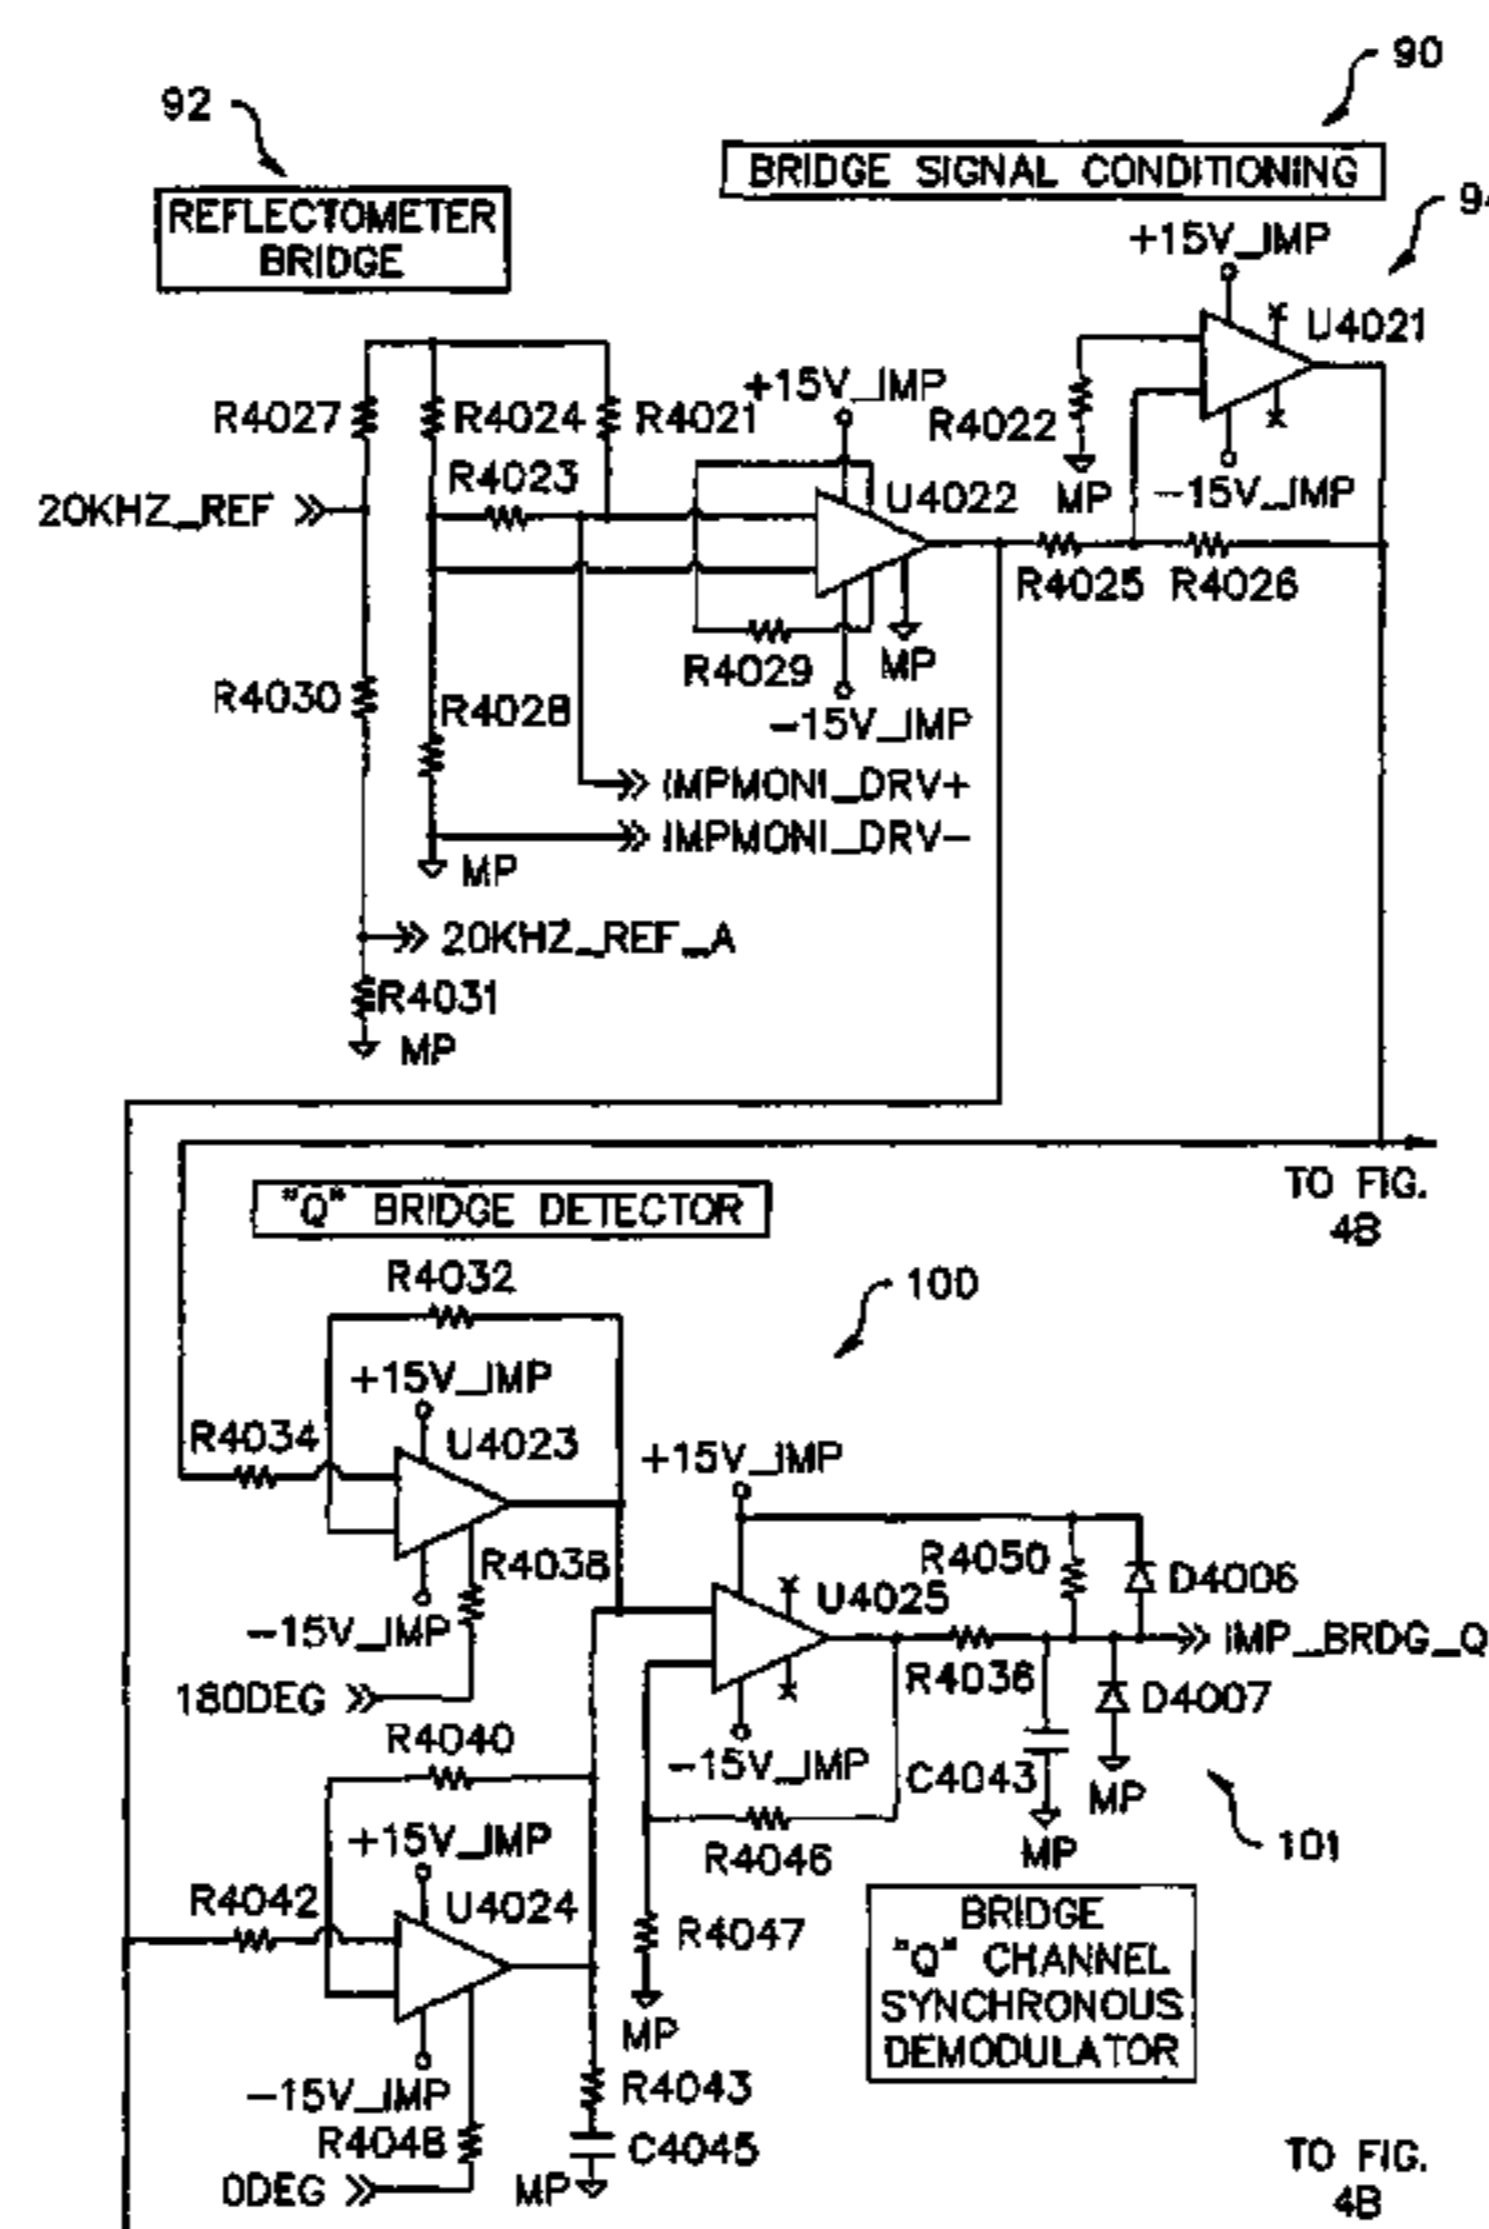 90
92
BRIDGE SIGNAL CONDITIONING
REFLECTOMETER
BRIDGE
+15V_IMP
U4021
R4027
R4024
R4021
+15V_IMP
R4022
R4023
MP
-15V_IMP
20KHZ_REF
U4022
R4025
R4026
R4029
MP
R4030
R4028
-15V_IMP
IMPMONI_DRV+
IMPMONI_DRV-
MP
20KHZ_REF_A
R4031
MP
TO FIG.
4B
"Q" BRIDGE DETECTOR
R4032
100
+15V_IMP
R4034
U4023
+15V_IMP
R4038
R4050
D4006
U4025
-15V_IMP
IMP_BRDG_Q
R4036
180DEG
D4007
R4040
-15V_IMP
C4043
MP
+15V_IMP
R4046
MP
101
R4042
U4024
R4047
BRIDGE
"Q" CHANNEL
SYNCHRONOUS
DEMODULATOR
MP
-15V_IMP
R4043
R4048
C4045
0DEG
MP
TO FIG.
4B